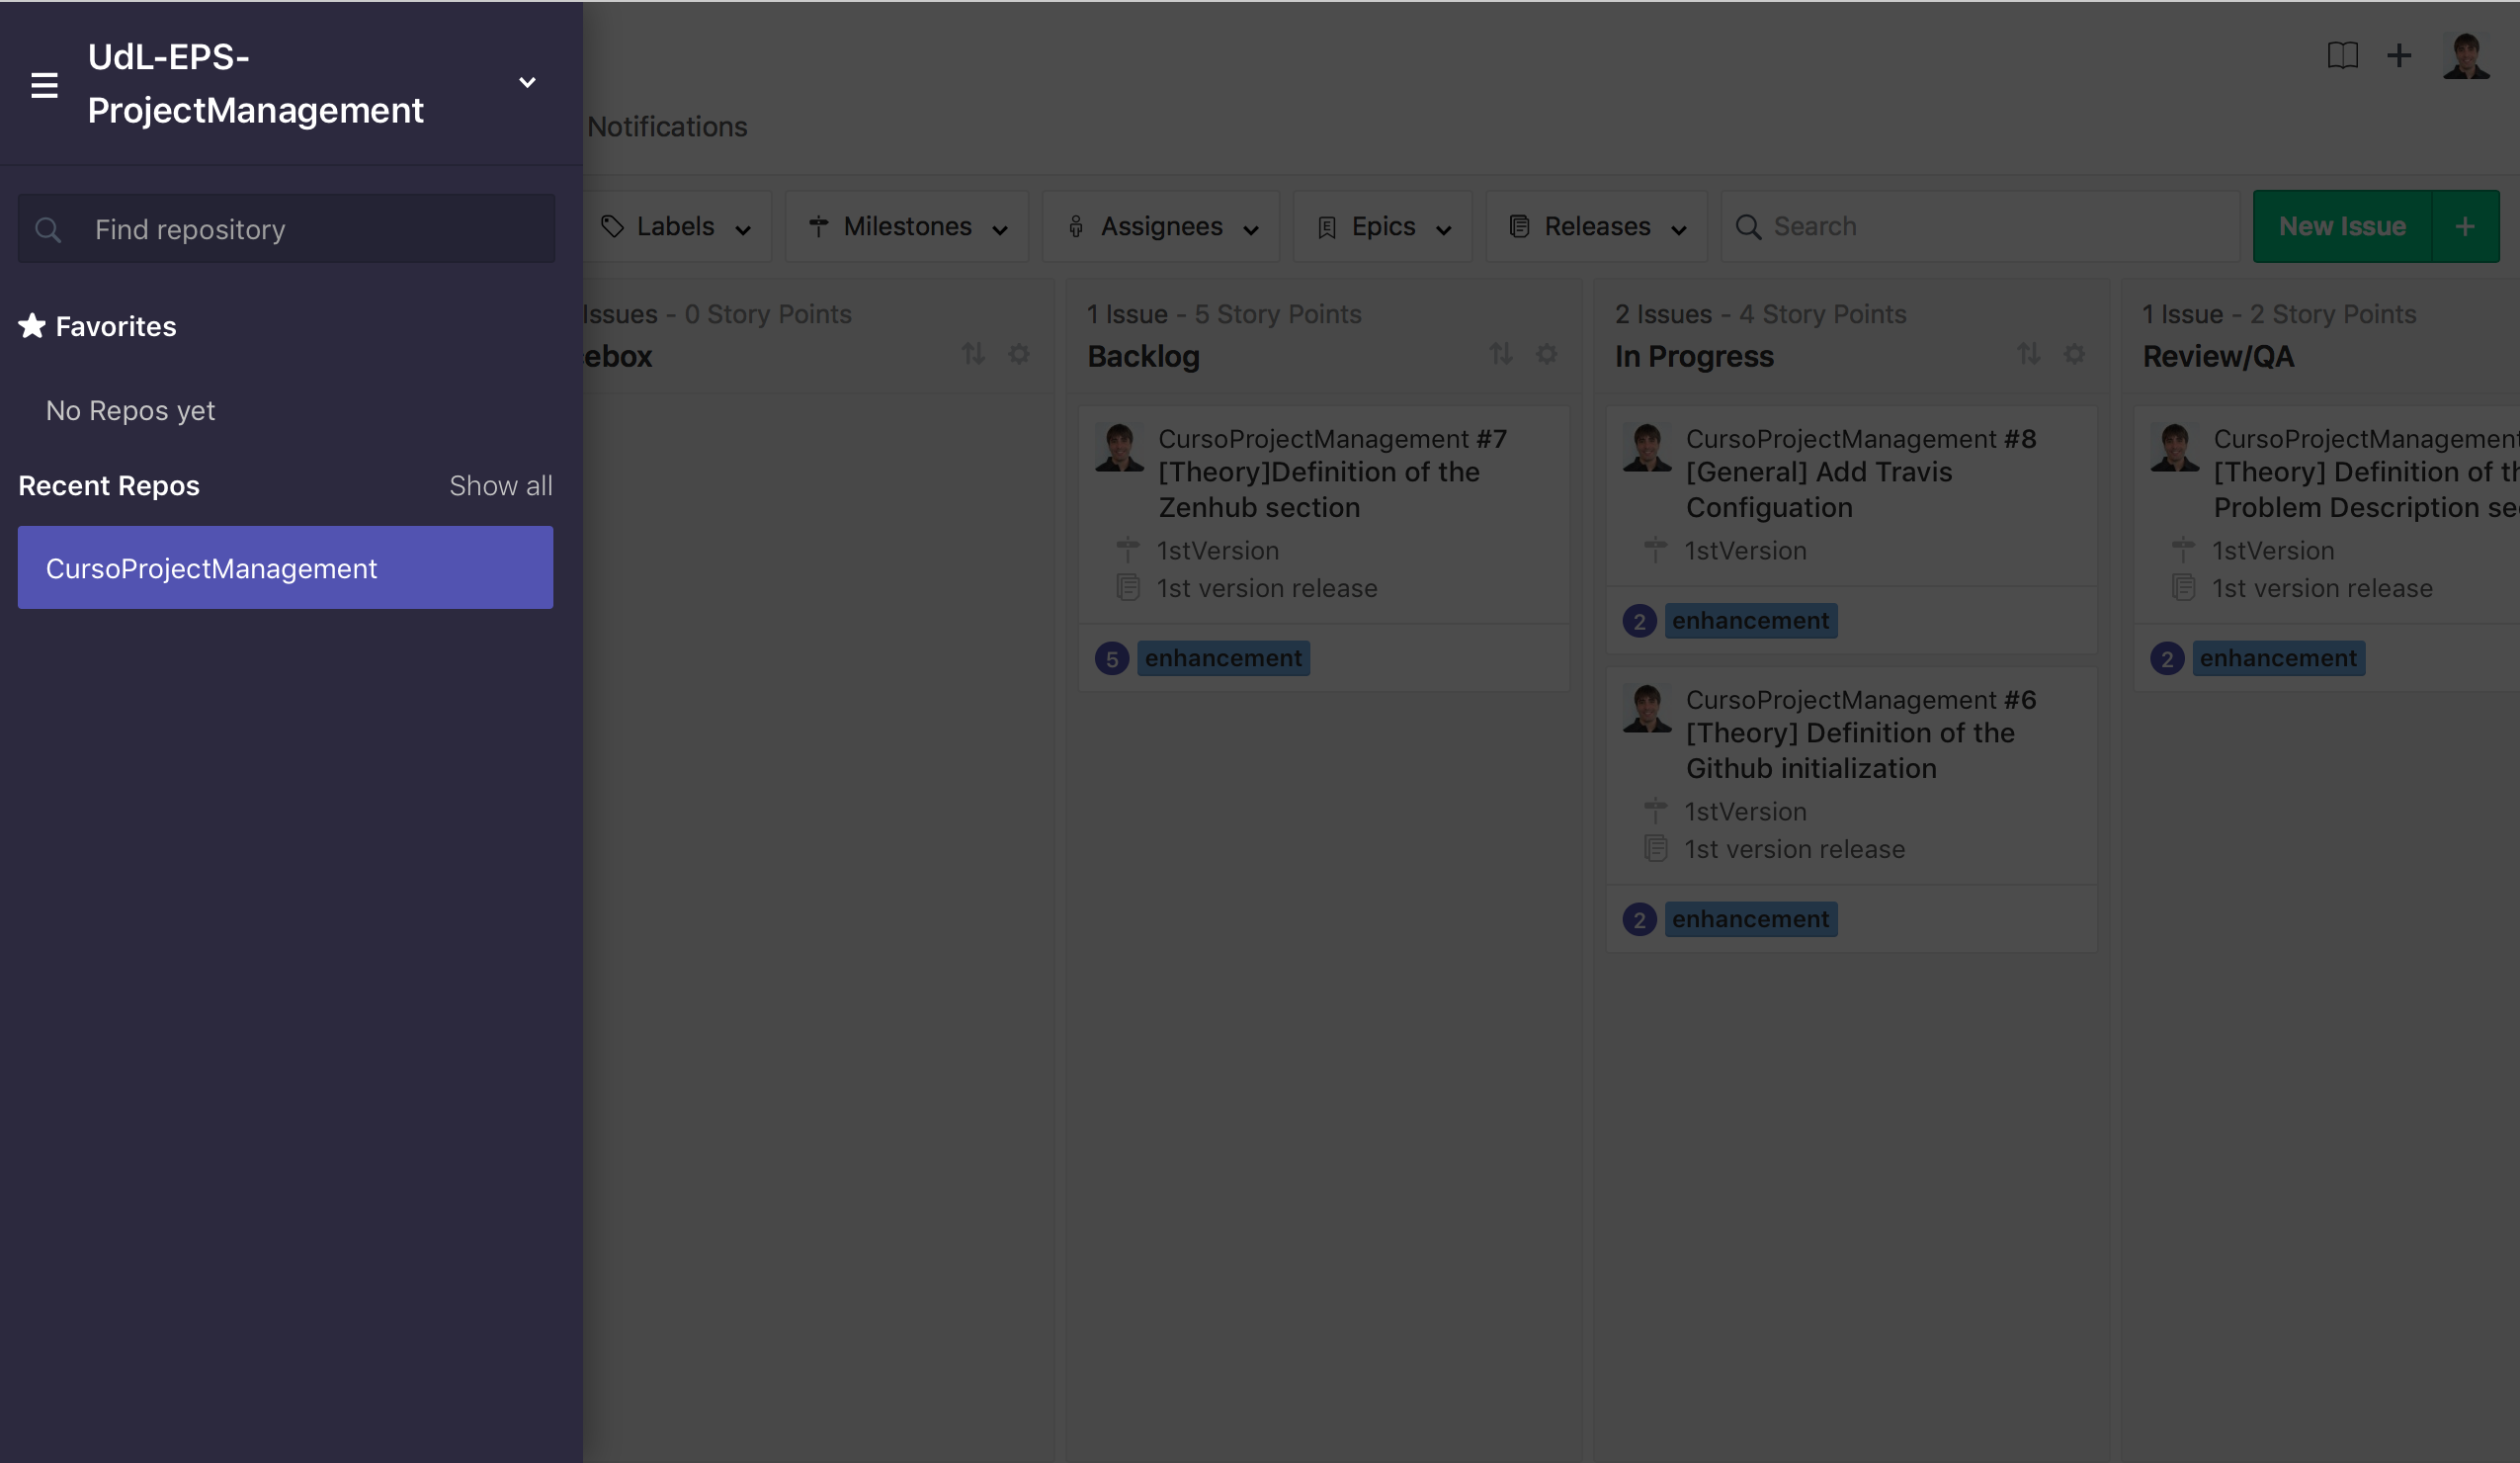 UdL-EPS-
ProjectManagement
Find repository
Favorites
No Repos yet
Recent Repos
Show all
CursoProjectManagement
Notifications
Labels
Milestones
Assignees
E
Epics
Releases
Search
New Issue
+
Issues - 0 Story Points
cebox
1 Issue - 5 Story Points
Backlog
CursoProjectManagement #7
[Theory]Definition of the
Zenhub section
1stVersion
1st version release
5 enhancement
2 Issues - 4 Story Points
In Progress
CursoProjectManagement #8
[General] Add Travis
Configuation
1stVersion
2 enhancement
CursoProjectManagement #6
[Theory] Definition of the
Github initialization
1stVersion
1st version release
2 enhancement
1 Issue - 2 Story Points
Review/QA
CursoProjectManagement
[Theory] Definition of th
Problem Description se
1stVersion
1st version release
2 enhancement